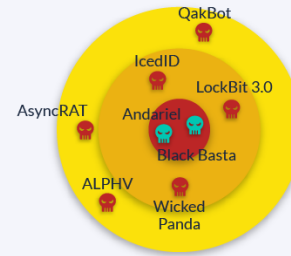 QakBot
IcedID
LockBit 3.0
AsyncRAT
Andariel
Black Basta
ALPHV
Wicked
Panda